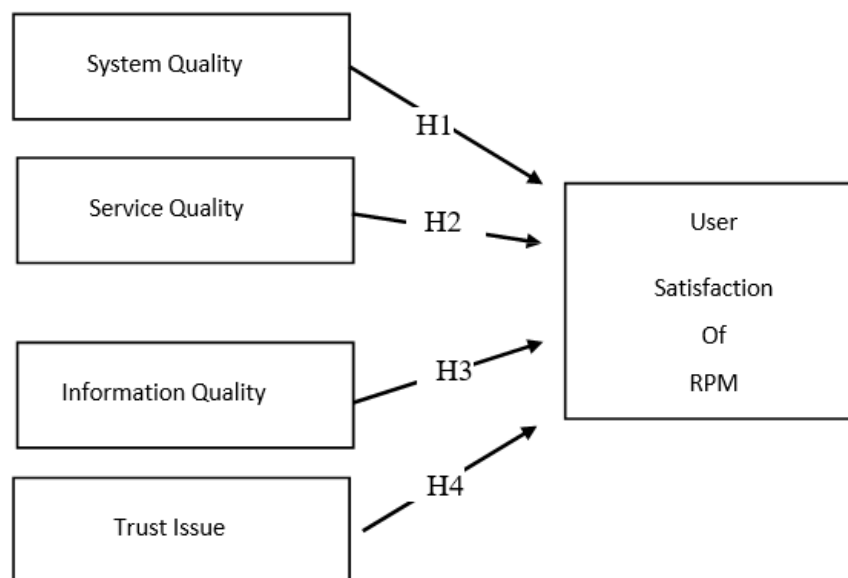 System Quality
H1
Service Quality
H2
User
Satisfaction
Of
RPM
Information Quality
H3
Trust Issue
H4